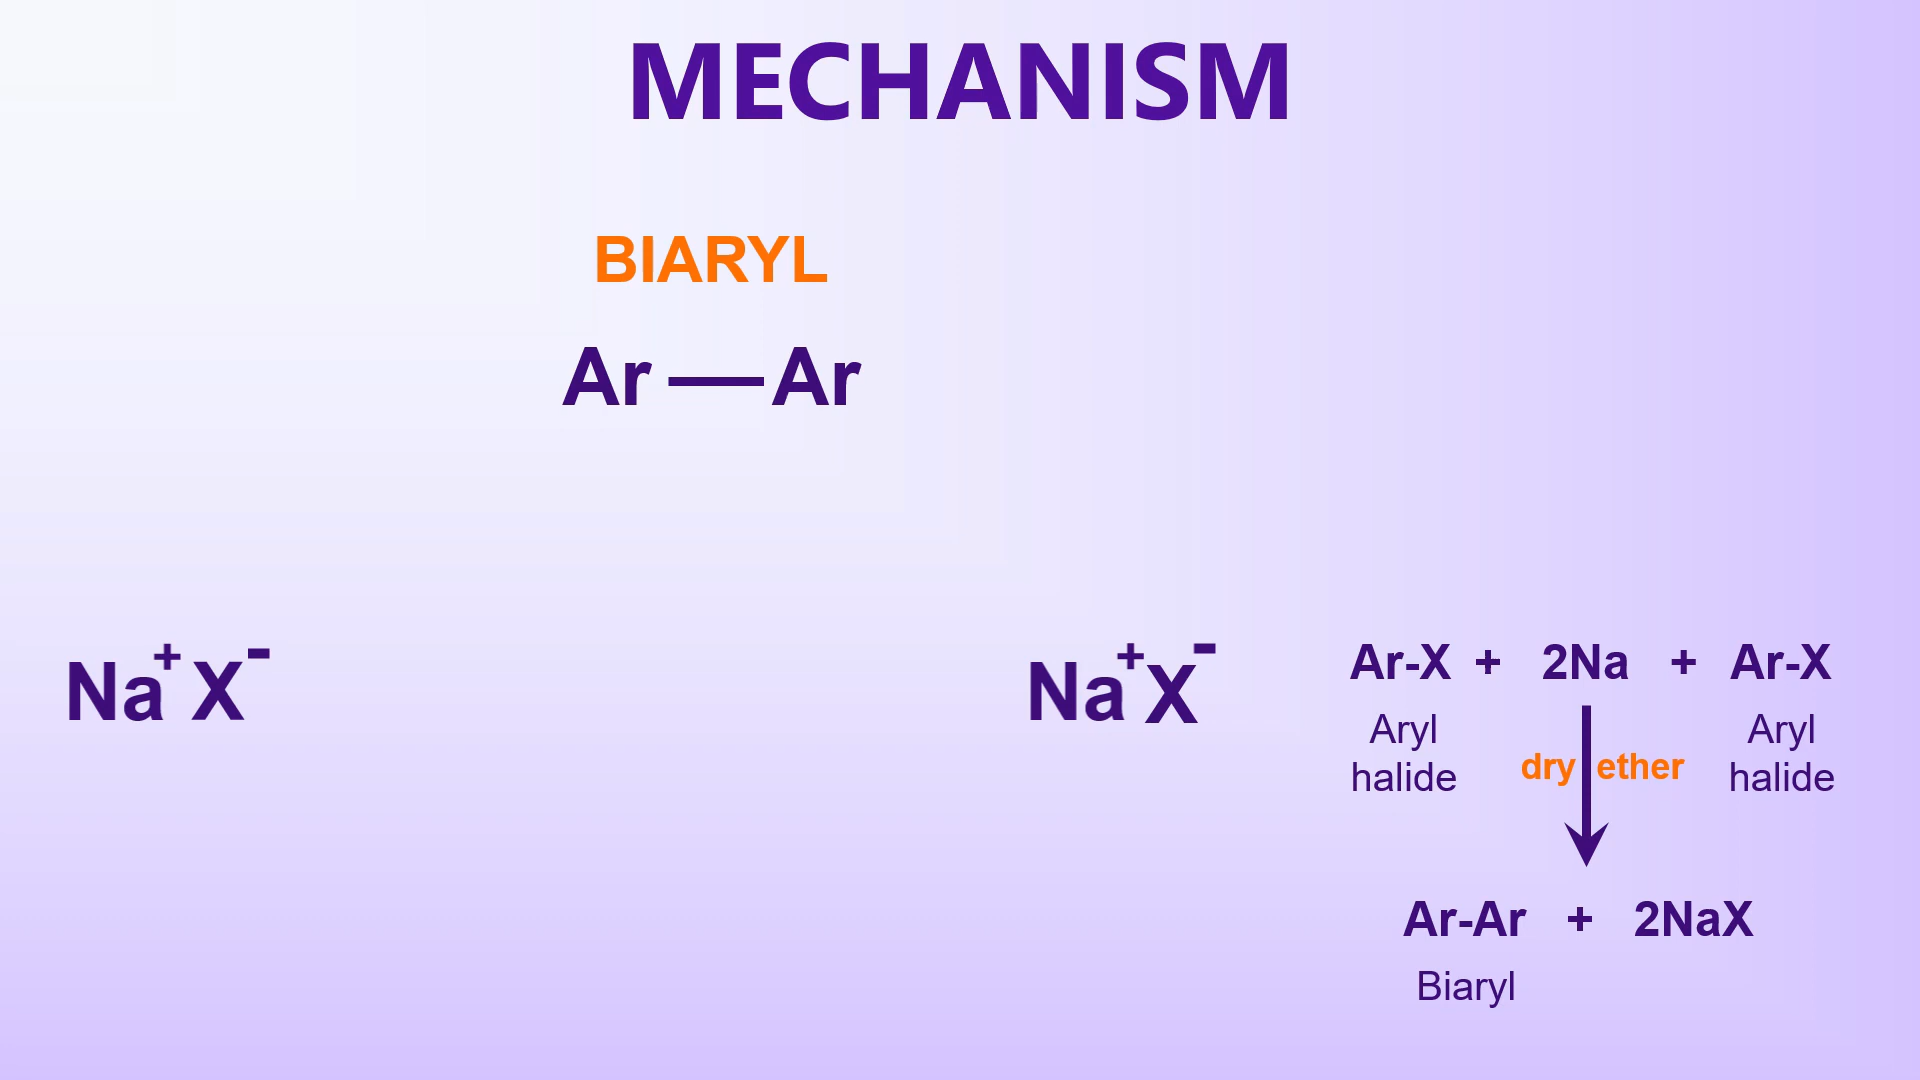 MECHANISM
BIARYL
Ar — Ar
Na⁺ X⁻
Na⁺ X⁻
Ar-X + 2Na + Ar-X
Aryl halide
dry ether
Aryl halide
Ar-Ar + 2NaX
Biaryl